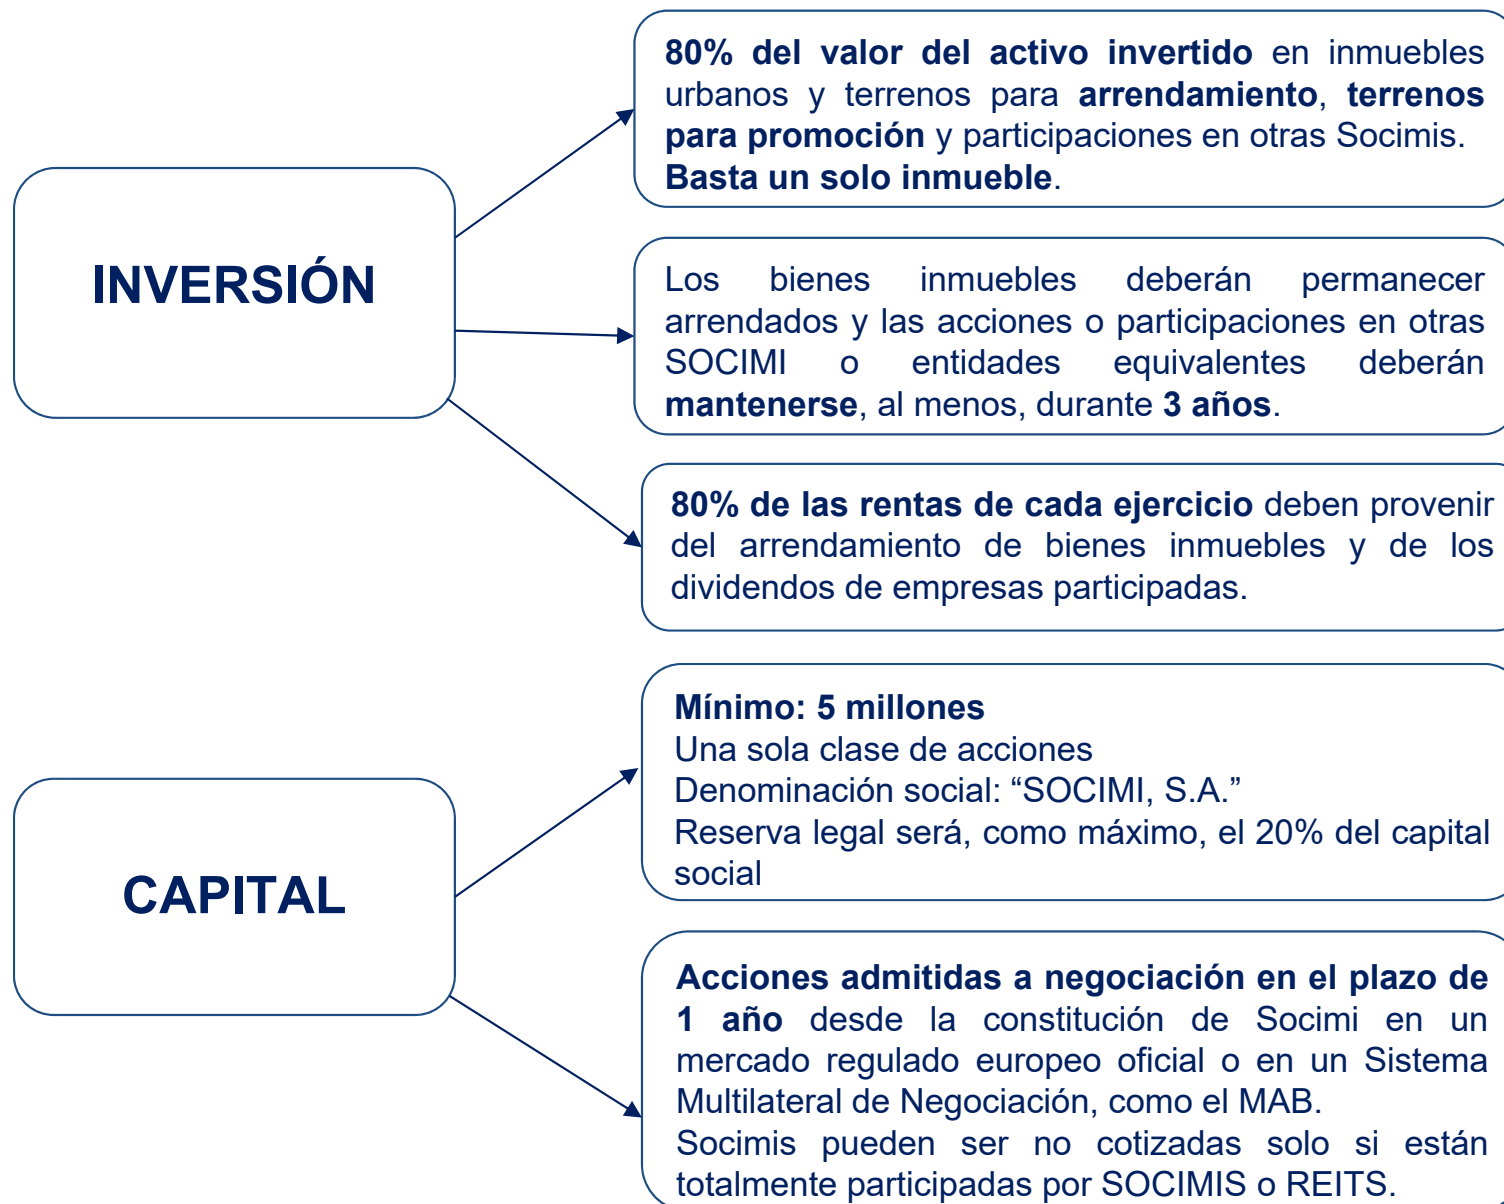 80% del valor del activo invertido en inmuebles
urbanos y terrenos para arrendamiento, terrenos
para promoción y participaciones en otras Socimis.
Basta un solo inmueble.
INVERSIÓN
Los bienes inmuebles deberán permanecer
arrendados y las acciones o participaciones en otras
SOCIMI o entidades equivalentes deberán
mantenerse, al menos, durante 3 años.
80% de las rentas de cada ejercicio deben provenir
del arrendamiento de bienes inmuebles y de los
dividendos de empresas participadas.
Mínimo: 5 millones
Una sola clase de acciones
Denominación social: “SOCIMI, S.A.”
Reserva legal será, como máximo, el 20% del capital
social
CAPITAL
Acciones admitidas a negociación en el plazo de
1 año desde la constitución de Socimi en un
mercado regulado europeo oficial o en un Sistema
Multilateral de Negociación, como el MAB.
Socimis pueden ser no cotizadas solo si están
totalmente participadas por SOCIMIS o REITS.